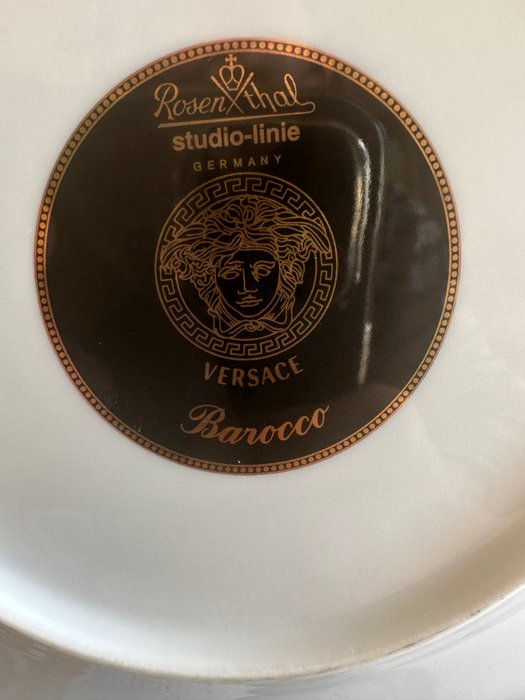 Rosenthal
studio-linie
GERMANY
VERSACE
Barocco